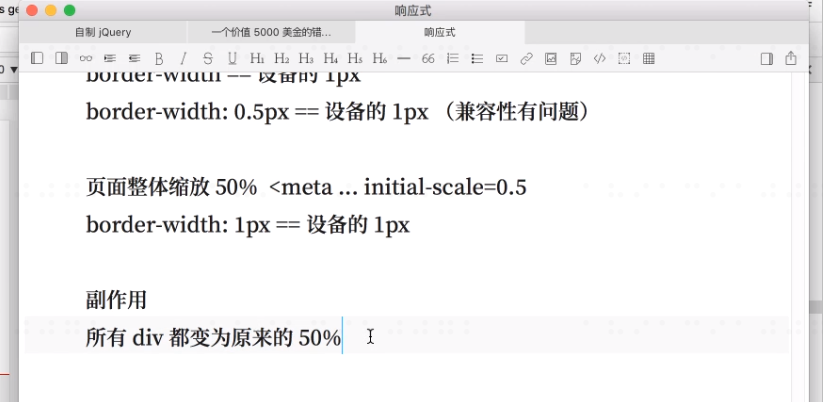 响应式
自制 jQuery
一个价值 5000 美金的错...
响应式
B I S U H1 H2 H3 H4 H5 H6 — 66
border-width == 设备的 1px
border-width: 0.5px == 设备的 1px （兼容性有问题）
页面整体缩放 50% <meta ... initial-scale=0.5
border-width: 1px == 设备的 1px
副作用
所有 div 都变为原来的 50%